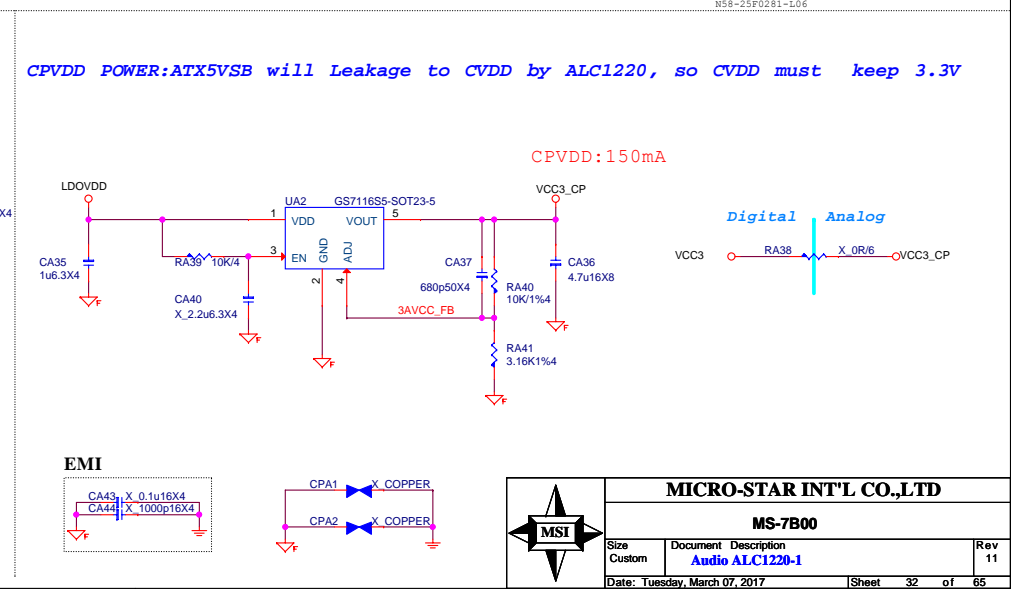 N58-25F0281-L06
CPVDD POWER:ATX5VSB will Leakage to CVDD by ALC1220, so CVDD must keep 3.3V
CPVDD:150mA
LDOVDD
VCC3_CP
UA2 GS7116S5-SOT23-5
X4
1 VDD VOUT 5
Digital Analog
3 EN GND ADJ
2 4
CA35
1u6.3X4
RA39 10K/4
CA40
X_2.2u6.3X4
CA37
680p50X4
RA40
10K/1%4
CA36
4.7u16X8
VCC3 RA38 X_0R/6 VCC3_CP
3AVCC_FB
RA41
3.16K1%4
F
F
F
F
F
EMI
CA43 X_0.1u16X4
CA44 X_1000p16X4
F
CPA1 X_COPPER
CPA2 X_COPPER
F
MSI
MICRO-STAR INT'L CO.,LTD
MS-7B00
Size
Custom
Document Description
Audio ALC1220-1
Rev
11
Date: Tuesday, March 07, 2017 Sheet 32 of 65